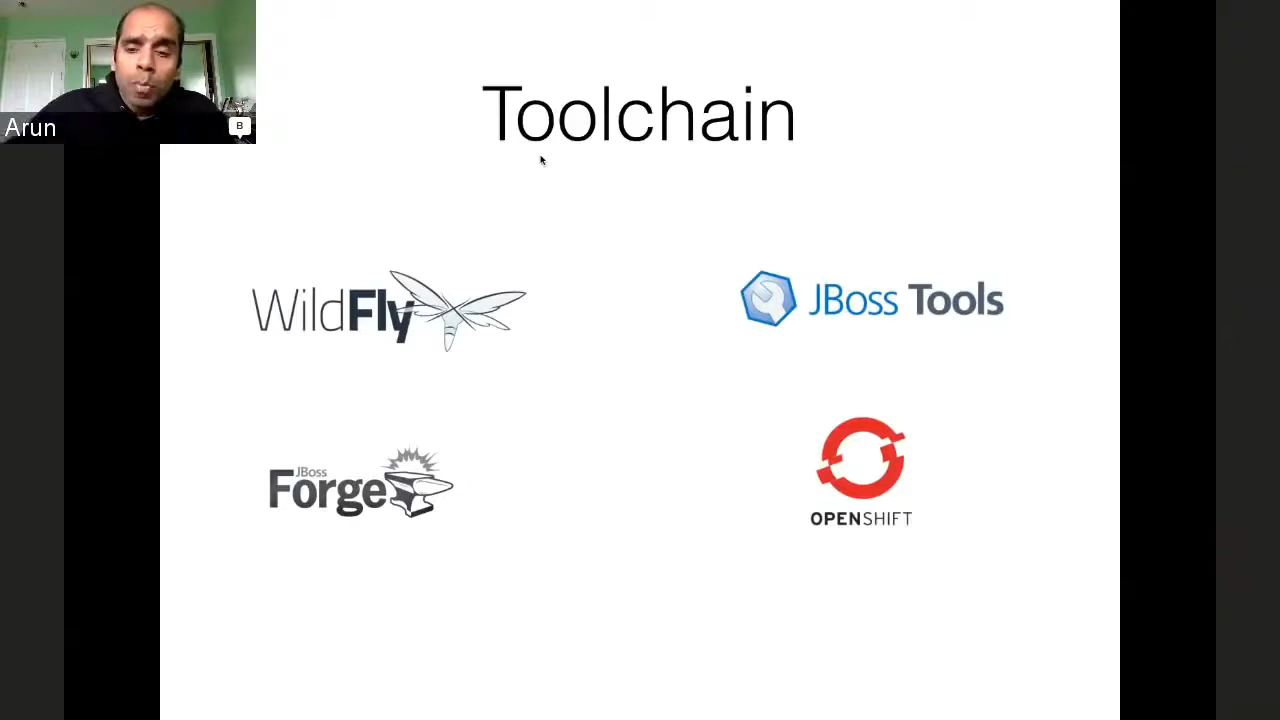 Toolchain
Arun
B
WildFly
JBoss Tools
JBoss
Forge
OPENSHIFT